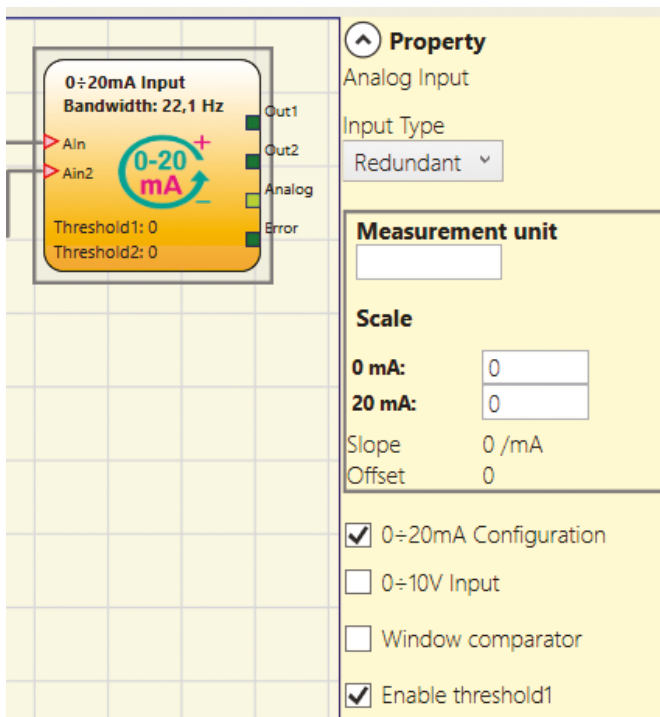 0÷20mA Input
Bandwidth: 22,1 Hz
AIn
Ain2
0-20
mA
+
−
Out1
Out2
Analog
Error
Threshold1: 0
Threshold2: 0
Property
Analog Input
Input Type
Redundant
Measurement unit
Scale
0 mA: 0
20 mA: 0
Slope 0 /mA
Offset 0
0÷20mA Configuration
0÷10V Input
Window comparator
Enable threshold1